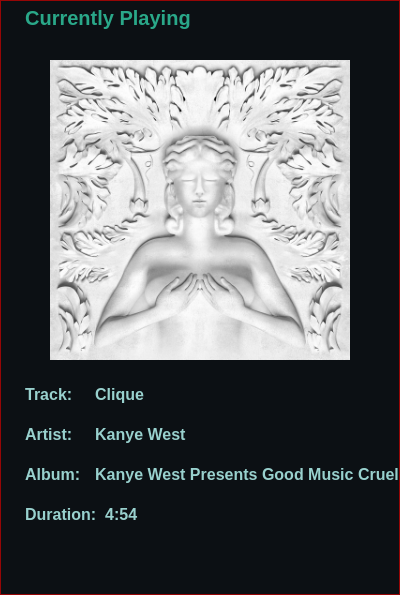 Currently Playing
Track: Clique
Artist: Kanye West
Album: Kanye West Presents Good Music Cruel
Duration: 4:54